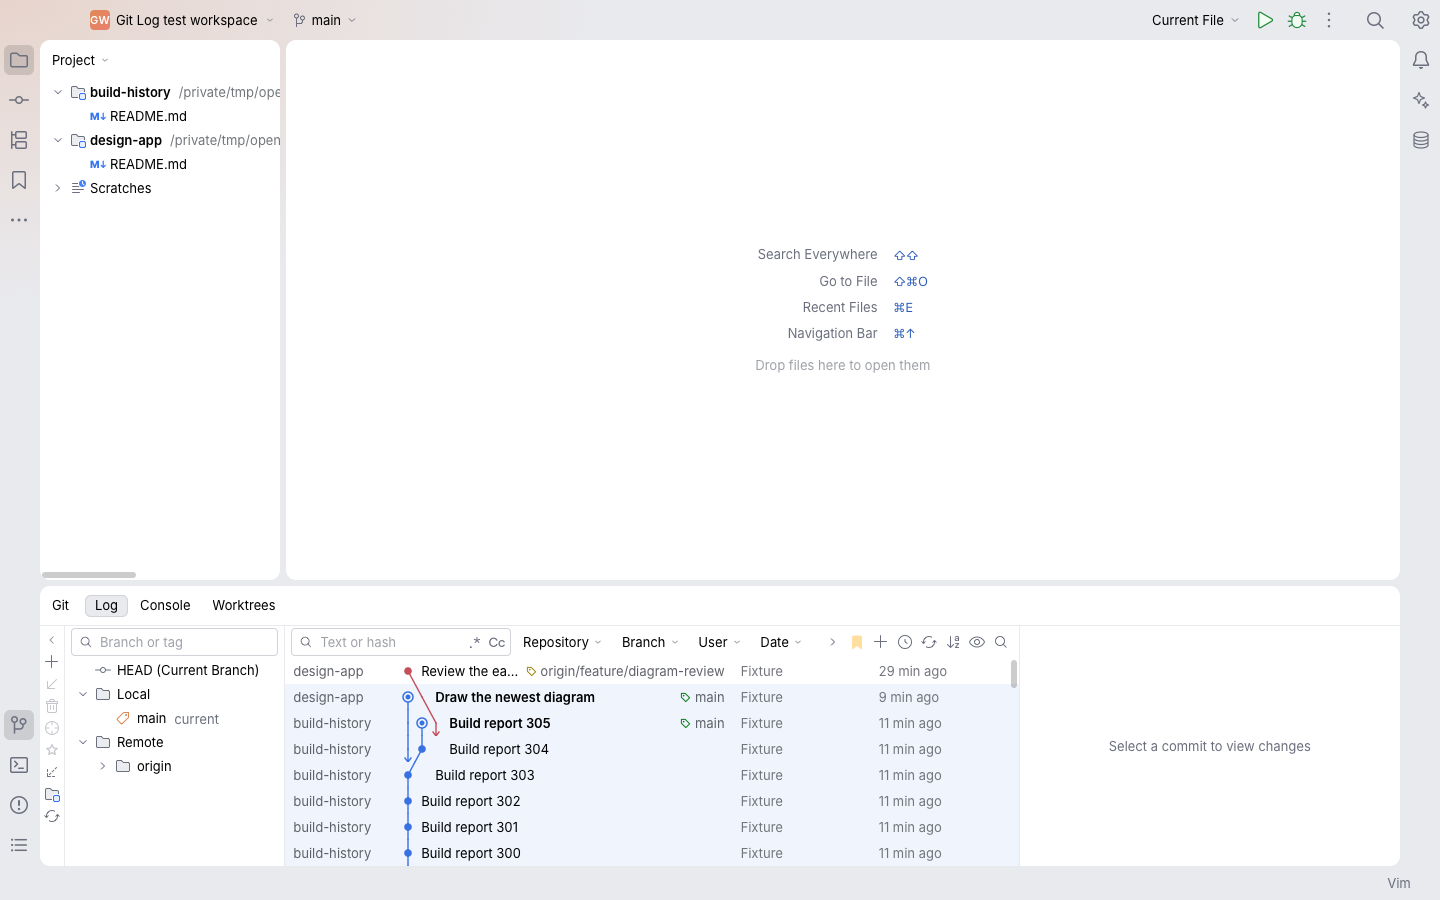 GW Git Log test workspace main Current File
Project
build-history /private/tmp/ope
M↓ README.md
design-app /private/tmp/open
M↓ README.md
Scratches
Search Everywhere ⇧⇧
Go to File ⇧⌘O
Recent Files ⌘E
Navigation Bar ⌘↑
Drop files here to open them
Git Log Console Worktrees
Branch or tag
HEAD (Current Branch)
Local
main current
Remote
origin
Text or hash .* Cc Repository Branch User Date
design-app Review the ea... origin/feature/diagram-review Fixture 29 min ago
design-app Draw the newest diagram main Fixture 9 min ago
build-history Build report 305 main Fixture 11 min ago
build-history Build report 304 Fixture 11 min ago
build-history Build report 303 Fixture 11 min ago
build-history Build report 302 Fixture 11 min ago
build-history Build report 301 Fixture 11 min ago
build-history Build report 300 Fixture 11 min ago
Select a commit to view changes
Vim